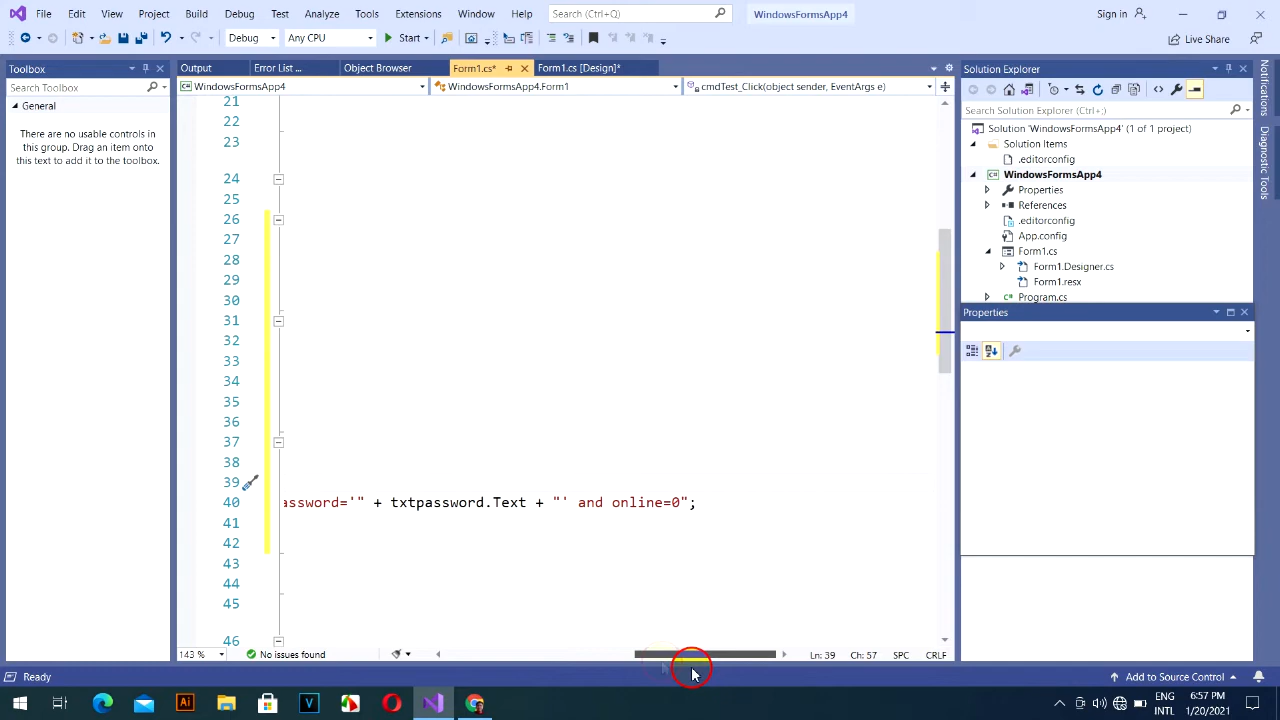 File Edit View Git Project Build Debug Test Analyze Tools Extensions Window Help Search (Ctrl+Q) WindowsFormsApp4 Sign in
Debug Any CPU Start Live Share
Toolbox
Search Toolbox
General
There are no usable controls in
this group. Drag an item onto
this text to add it to the toolbox.
Output Error List ... Object Browser Form1.cs* Form1.cs [Design]*
WindowsFormsApp4 WindowsFormsApp4.Form1 cmdTest_Click(object sender, EventArgs e)
21
22
23
24
25
26
27
28
29
30
31
32
33
34
35
36
37
38
39
40 assword='" + txtpassword.Text + "' and online=0";
41
42
43
44
45
46
143 % No issues found Ln: 39 Ch: 57 SPC CRLF
Solution Explorer
Search Solution Explorer (Ctrl+;)
Solution 'WindowsFormsApp4' (1 of 1 project)
Solution Items
.editorconfig
WindowsFormsApp4
Properties
References
.editorconfig
App.config
Form1.cs
Form1.Designer.cs
Form1.resx
Program.cs
Properties
Notifications
Diagnostic Tools
Ready Add to Source Control
ENG
INTL
6:57 PM
1/20/2021